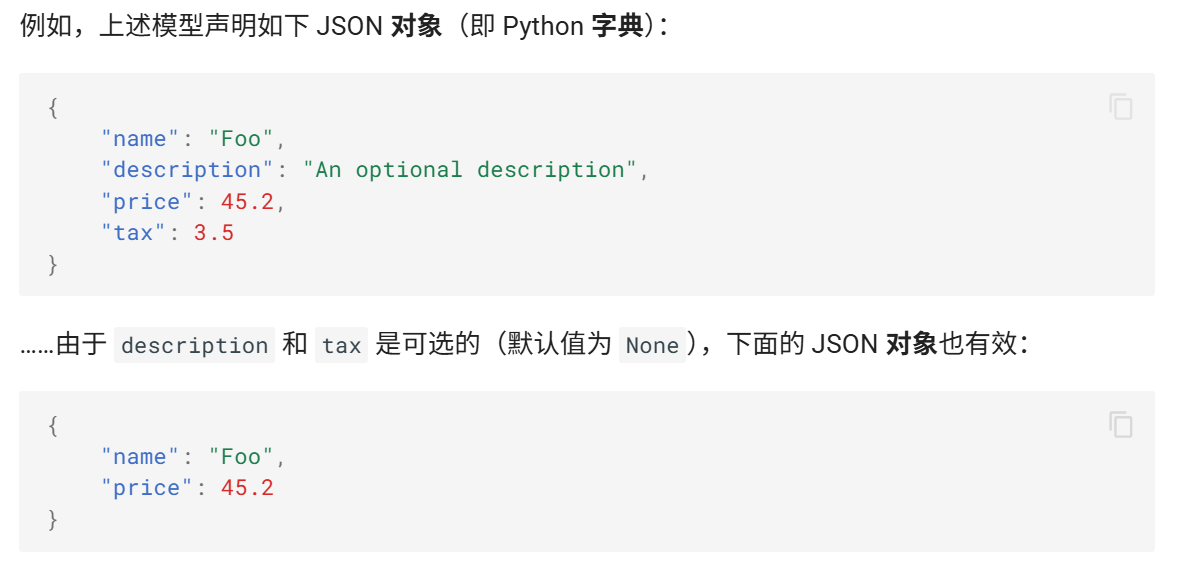 例如，上述模型声明如下 JSON 对象（即 Python 字典）：
{
    "name": "Foo",
    "description": "An optional description",
    "price": 45.2,
    "tax": 3.5
}
……由于 description 和 tax 是可选的（默认值为 None），下面的 JSON 对象也有效：
{
    "name": "Foo",
    "price": 45.2
}